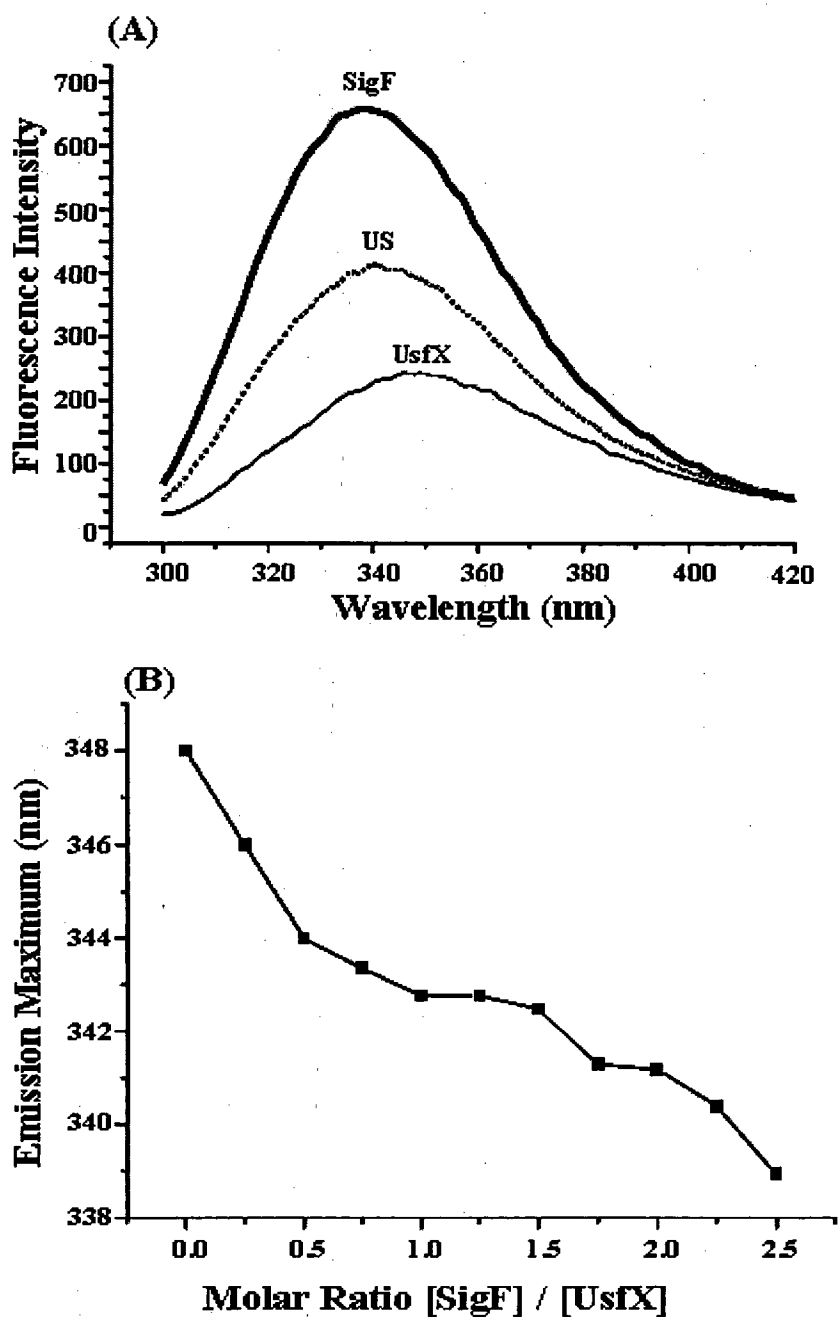 (A)
SigF
US
UsfX
700
600
500
400
300
200
100
0
Fluorescence Intensity
300 320 340 360 380 400 420
Wavelength (nm)
(B)
348
346
344
342
340
338
Emission Maximum (nm)
0.0 0.5 1.0 1.5 2.0 2.5
Molar Ratio [SigF] / [UsfX]